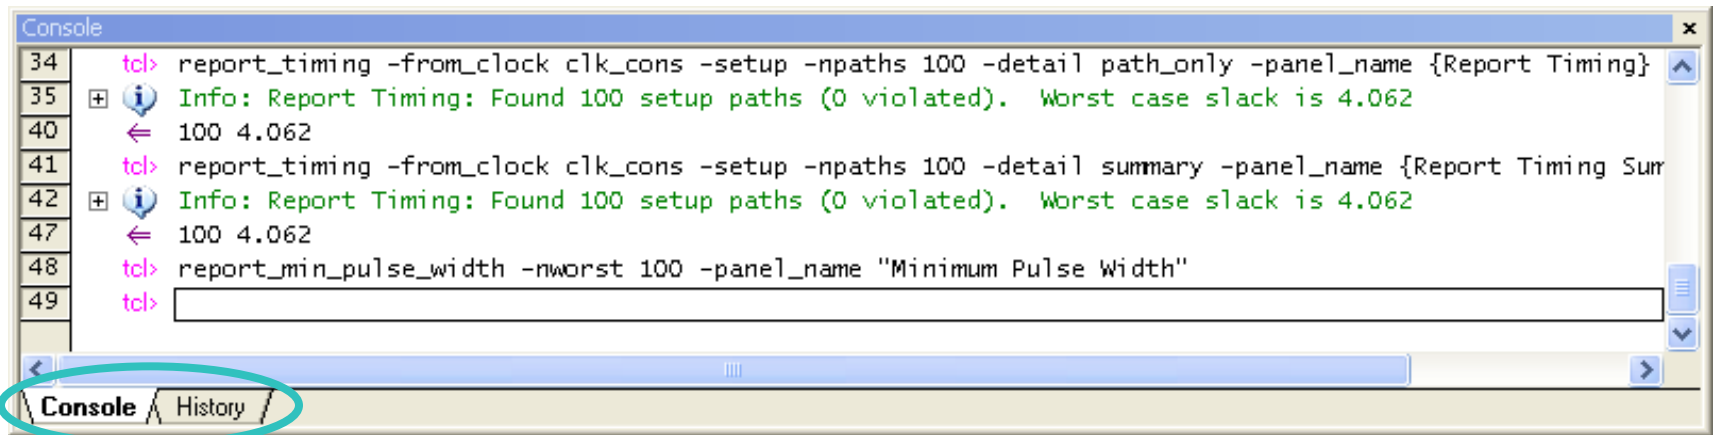 Console
34 tcl> report_timing -from_clock clk_cons -setup -npaths 100 -detail path_only -panel_name {Report Timing}
35 Info: Report Timing: Found 100 setup paths (0 violated).  Worst case slack is 4.062
40 100 4.062
41 tcl> report_timing -from_clock clk_cons -setup -npaths 100 -detail summary -panel_name {Report Timing Sum
42 Info: Report Timing: Found 100 setup paths (0 violated).  Worst case slack is 4.062
47 100 4.062
48 tcl> report_min_pulse_width -nworst 100 -panel_name "Minimum Pulse Width"
49 tcl>
Console History